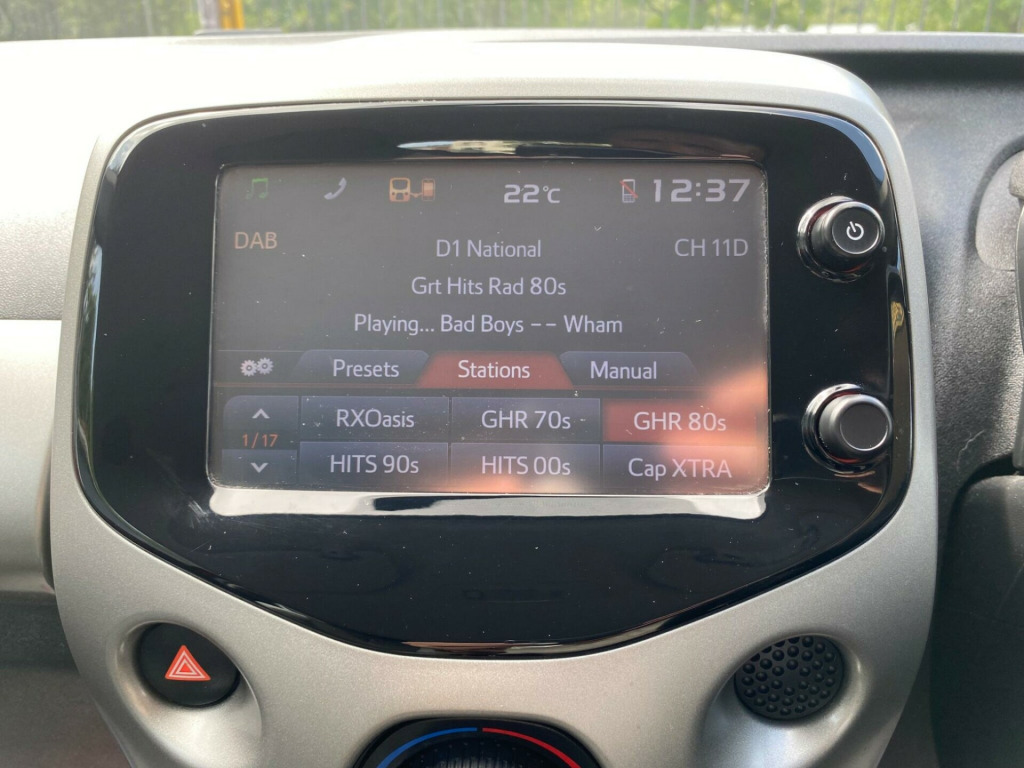 22°C 12:37
DAB D1 National CH 11D
Grt Hits Rad 80s
Playing... Bad Boys -- Wham
Presets Stations Manual
RXOasis GHR 70s GHR 80s
1/17
HITS 90s HITS 00s Cap XTRA